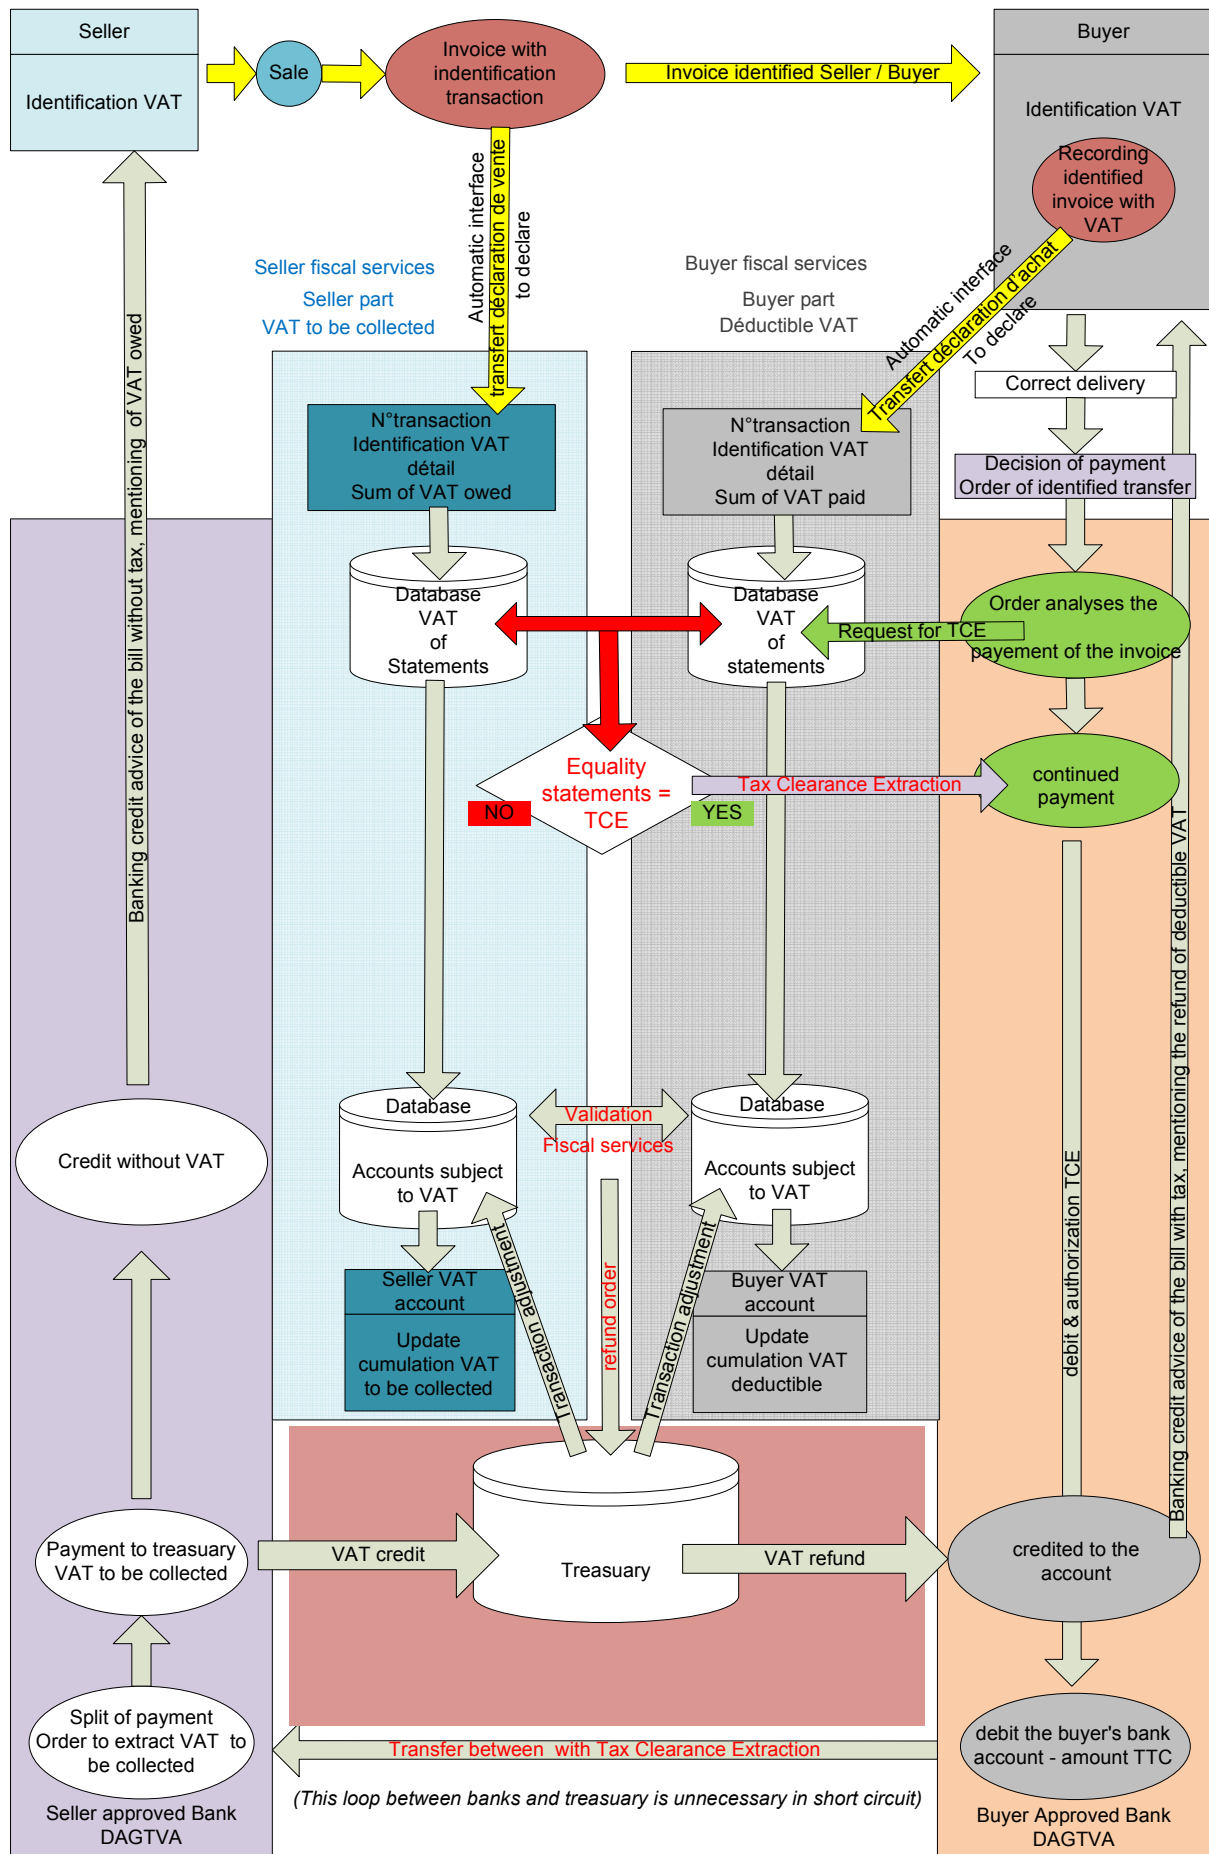 Seller
Identification VAT
Sale
Invoice with
indentification
transaction
Invoice identified Seller / Buyer
Buyer
Identification VAT
Recording
identified
invoice with
VAT
Automatic interface
transfert déclaration de vente
to declare
Automatic interface
Transfert déclaration d'achat
To declare
Seller fiscal services
Seller part
VAT to be collected
Buyer fiscal services
Buyer part
Déductible VAT
Correct delivery
Decision of payment
Order of identified transfer
N°transaction
Identification VAT
détail
Sum of VAT owed
N°transaction
Identification VAT
détail
Sum of VAT paid
Database
VAT
of
Statements
Database
VAT
of
statements
Request for TCE
Order analyses the
payement of the invoice
Equality
statements =
TCE
NO
YES
Tax Clearance Extraction
continued
payment
Banking credit advice of the bill without tax, mentioning of VAT owed
Banking credit advice of the bill with tax, mentioning the refund of deductible VAT
debit & authorization TCE
Database
Accounts subject
to VAT
Validation
Fiscal services
Database
Accounts subject
to VAT
Credit without VAT
Seller VAT
account
Update
cumulation VAT
to be collected
Transaction adjustment
refund order
Transaction adjustment
Buyer VAT
account
Update
cumulation VAT
deductible
Payment to treasury
VAT to be collected
VAT credit
Treasury
VAT refund
credited to the
account
Split of payment
Order to extract VAT to
be collected
Transfer between with Tax Clearance Extraction
debit the buyer's bank
account - amount TTC
(This loop between banks and treasury is unnecessary in short circuit)
Seller approved Bank
DAGTVA
Buyer Approved Bank
DAGTVA